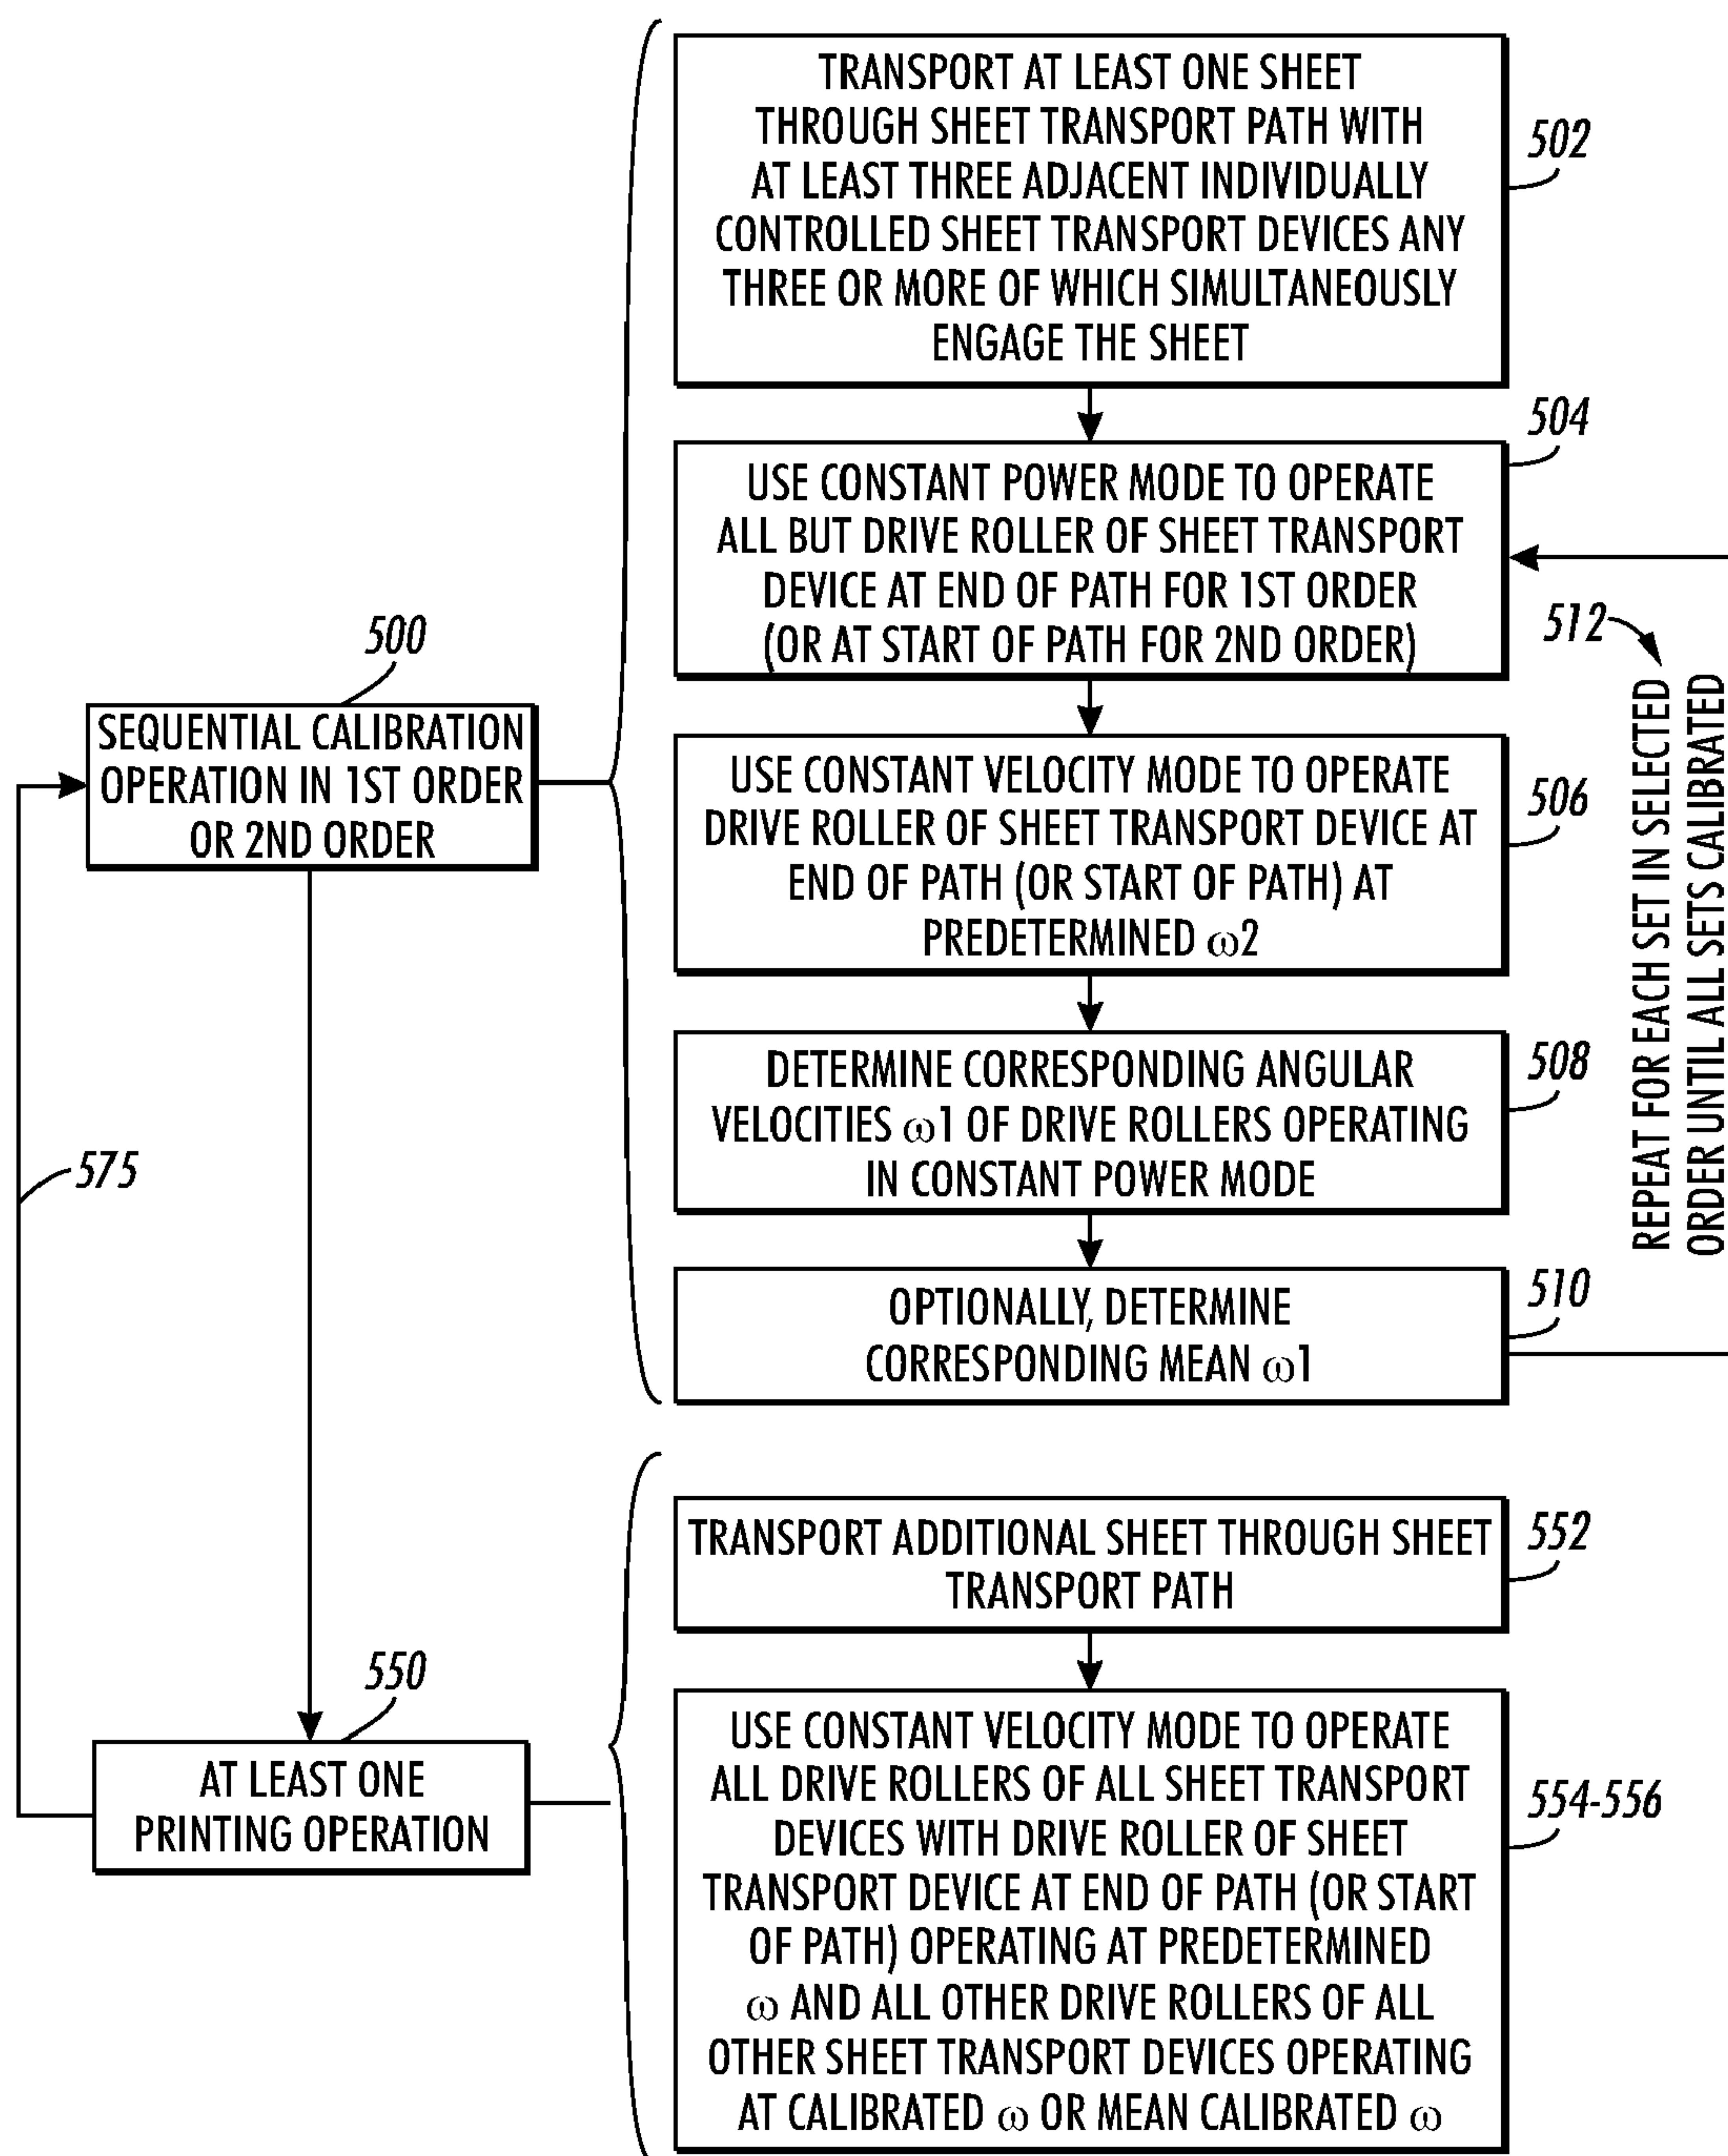 TRANSPORT AT LEAST ONE SHEET
THROUGH SHEET TRANSPORT PATH WITH
AT LEAST THREE ADJACENT INDIVIDUALLY
CONTROLLED SHEET TRANSPORT DEVICES ANY
THREE OR MORE OF WHICH SIMULTANEOUSLY
ENGAGE THE SHEET
502
504
USE CONSTANT POWER MODE TO OPERATE
ALL BUT DRIVE ROLLER OF SHEET TRANSPORT
DEVICE AT END OF PATH FOR 1ST ORDER
(OR AT START OF PATH FOR 2ND ORDER)
512
REPEAT FOR EACH SET IN SELECTED
ORDER UNTIL ALL SETS CALIBRATED
500
SEQUENTIAL CALIBRATION
OPERATION IN 1ST ORDER
OR 2ND ORDER
USE CONSTANT VELOCITY MODE TO OPERATE
DRIVE ROLLER OF SHEET TRANSPORT DEVICE AT
END OF PATH (OR START OF PATH) AT
PREDETERMINED ω2
506
DETERMINE CORRESPONDING ANGULAR
VELOCITIES ω1 OF DRIVE ROLLERS OPERATING
IN CONSTANT POWER MODE
508
575
OPTIONALLY, DETERMINE
CORRESPONDING MEAN ω1
510
TRANSPORT ADDITIONAL SHEET THROUGH SHEET
TRANSPORT PATH
552
550
AT LEAST ONE
PRINTING OPERATION
USE CONSTANT VELOCITY MODE TO OPERATE
ALL DRIVE ROLLERS OF ALL SHEET TRANSPORT
DEVICES WITH DRIVE ROLLER OF SHEET
TRANSPORT DEVICE AT END OF PATH (OR START
OF PATH) OPERATING AT PREDETERMINED
ω AND ALL OTHER DRIVE ROLLERS OF ALL
OTHER SHEET TRANSPORT DEVICES OPERATING
AT CALIBRATED ω OR MEAN CALIBRATED ω
554-556